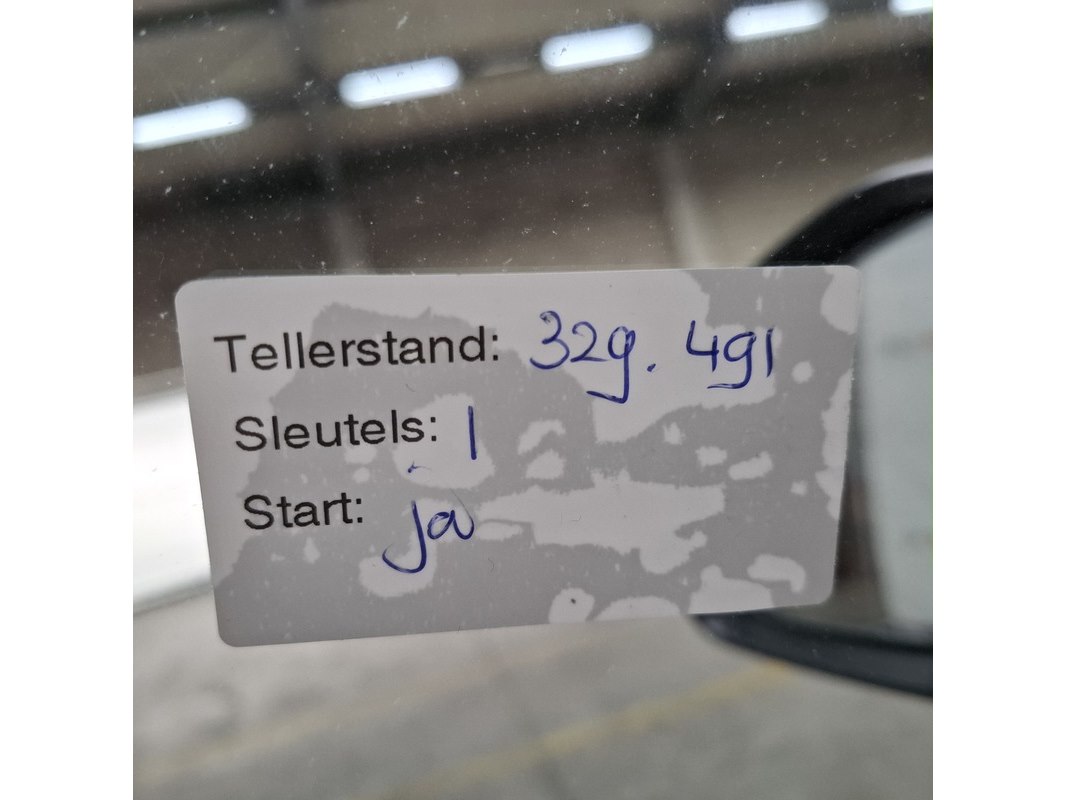 Tellerstand: 329.491
Sleutels: 1
Start: ja